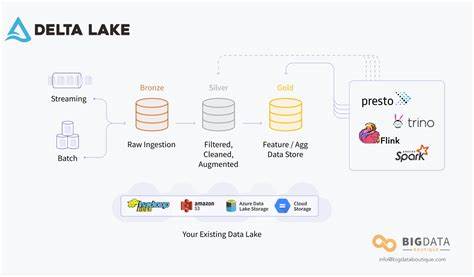 DELTA LAKE
Bronze
Silver
Gold
Streaming
Batch
Raw Ingestion
Filtered,
Cleaned,
Augmented
Feature / Agg
Data Store
presto
trino
Flink
APACHE
Spark
hadoop
amazon
S3
Azure Data
Lake Storage
Cloud
Storage
Your Existing Data Lake
BIGDATA
BOUTIQUE
info@bigdataboutique.com